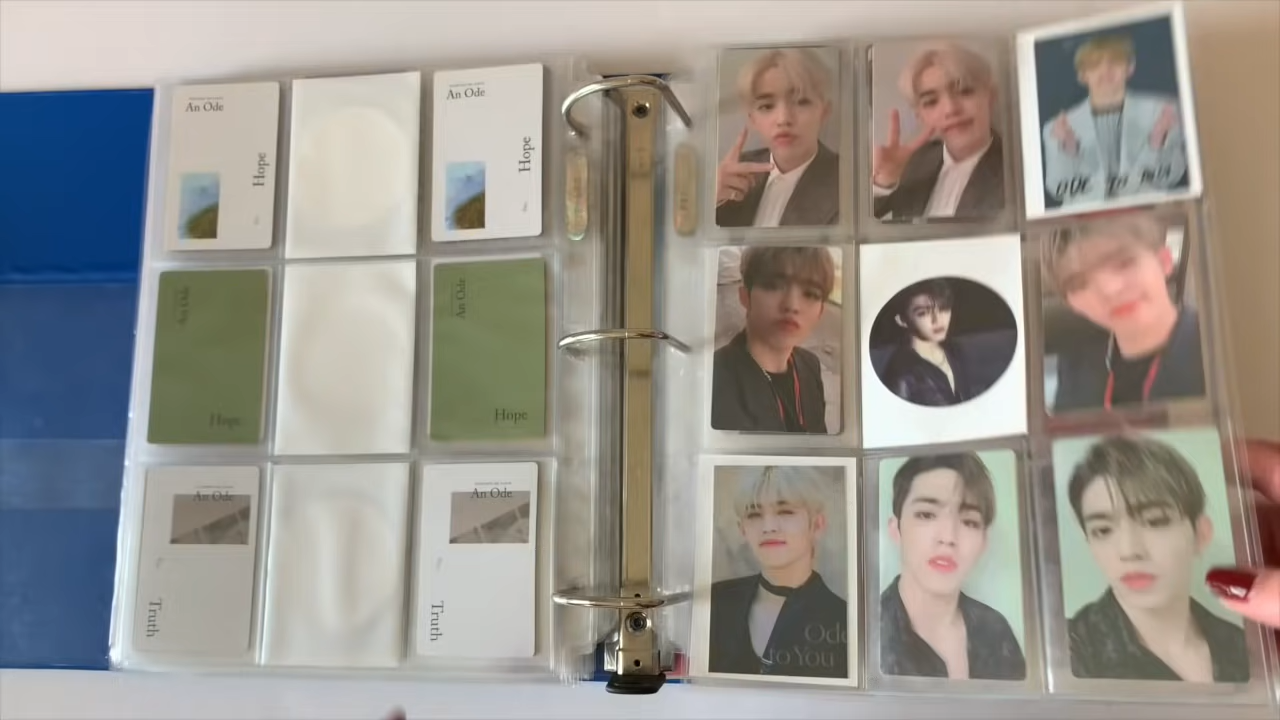 An Ode
Hope
An Ode
Hope
An Ode
Hope
An Ode
Hope
An Ode
Truth
An Ode
Truth
Ode
to You